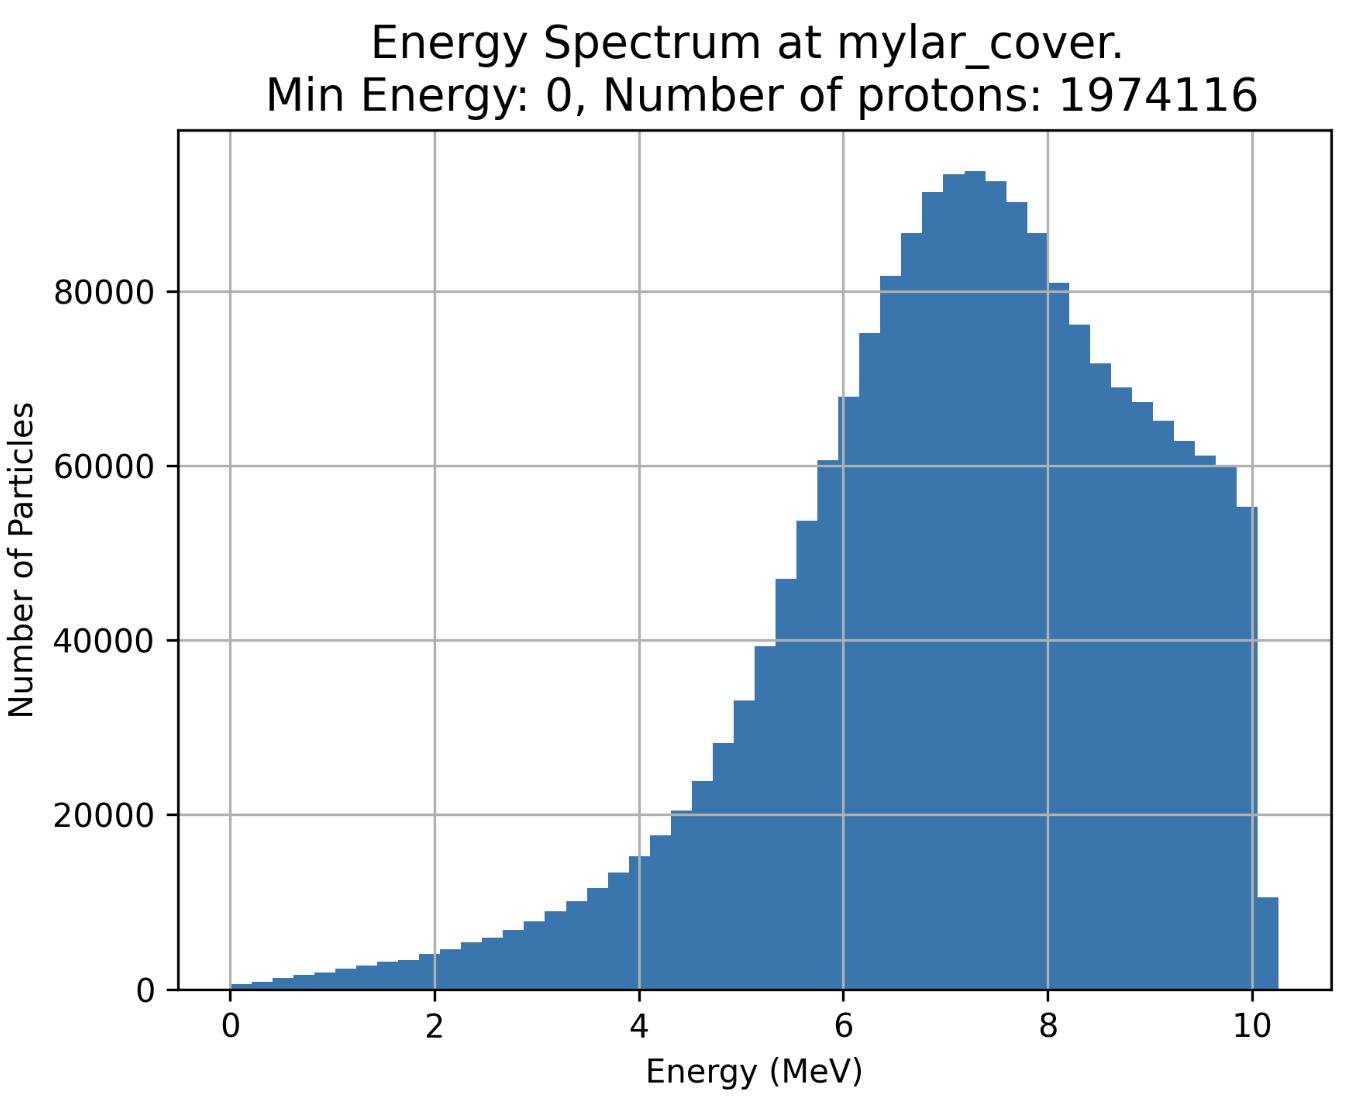 Energy Spectrum at mylar_cover.
Min Energy: 0, Number of protons: 1974116
Number of Particles
80000
60000
40000
20000
0
0 2 4 6 8 10
Energy (MeV)